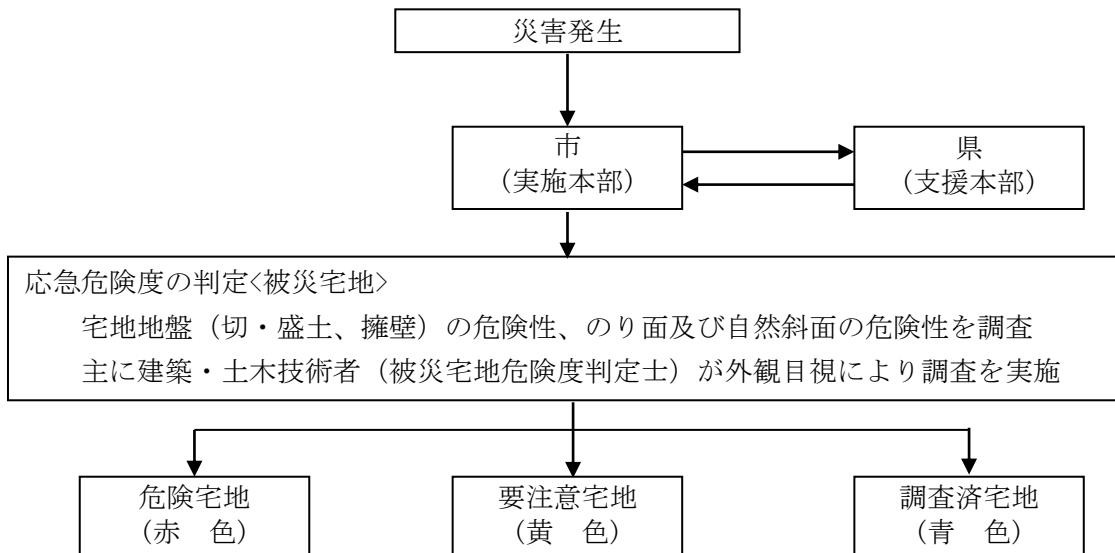 災害発生
市
（実施本部）
県
（支援本部）
応急危険度の判定<被災宅地>
宅地地盤（切・盛土、擁壁）の危険性、のり面及び自然斜面の危険性を調査
主に建築・土木技術者（被災宅地危険度判定士）が外観目視により調査を実施
危険宅地
（赤　色）
要注意宅地
（黄　色）
調査済宅地
（青　色）